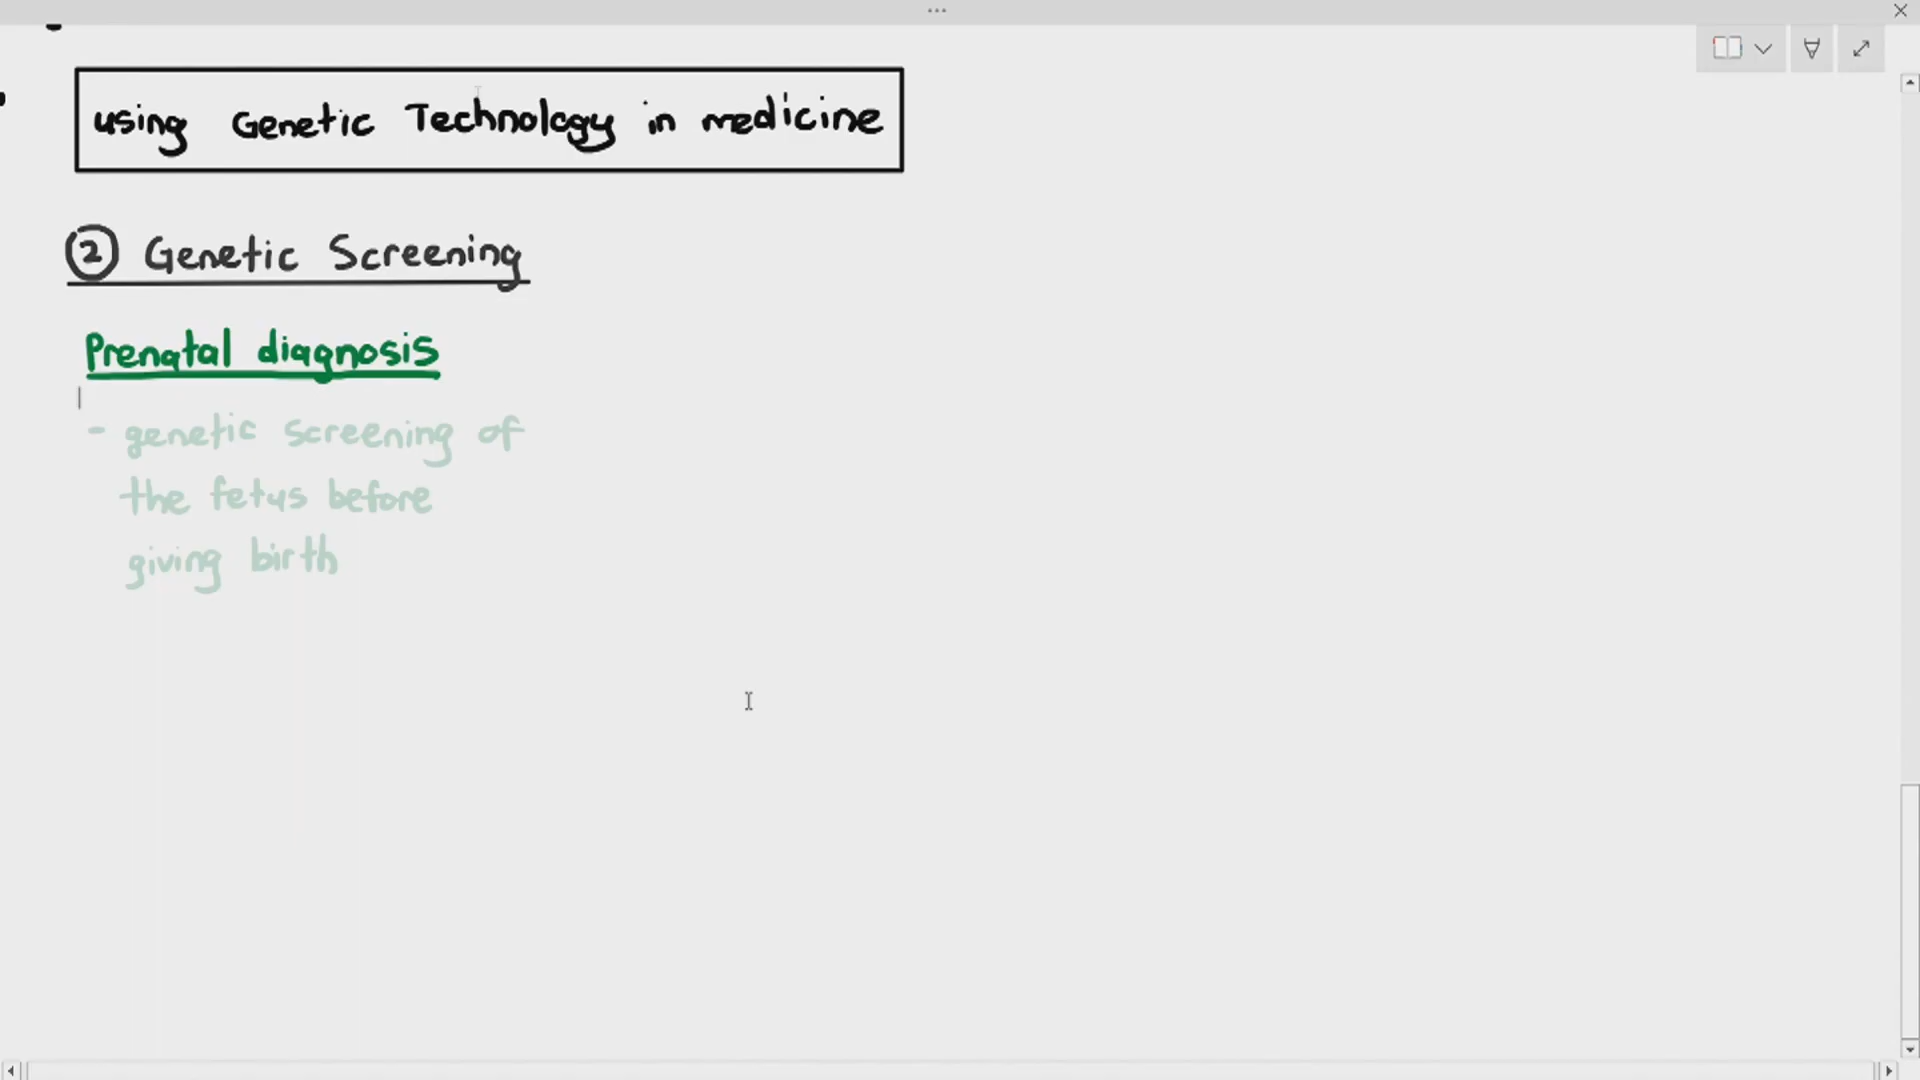 using Genetic Technology in medicine
② Genetic Screening
Prenatal diagnosis
- genetic screening of
the fetus before
giving birth